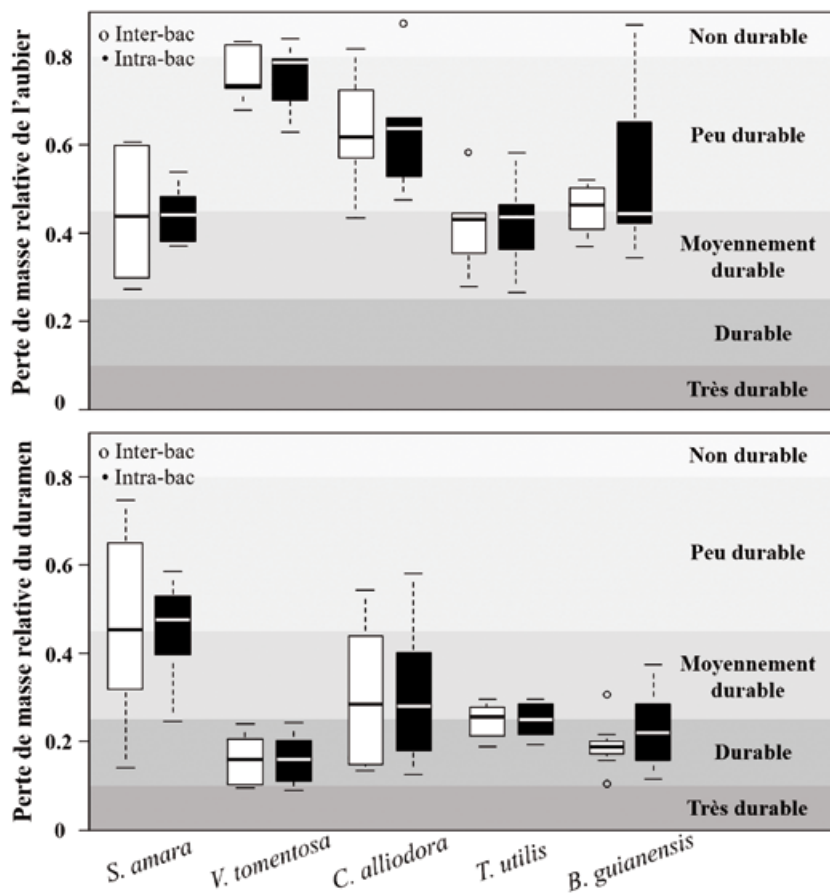 Perte de masse relative de l'aubier
o Inter-bac
• Intra-bac
0.8
0.6
0.4
0.2
0
Non durable
Peu durable
Moyennement
durable
Durable
Très durable
Perte de masse relative du duramen
o Inter-bac
• Intra-bac
0.8
0.6
0.4
0.2
0
Non durable
Peu durable
Moyennement
durable
Durable
Très durable
S. amara
V. tomentosa
C. alliodora
T. utilis
B. guianensis